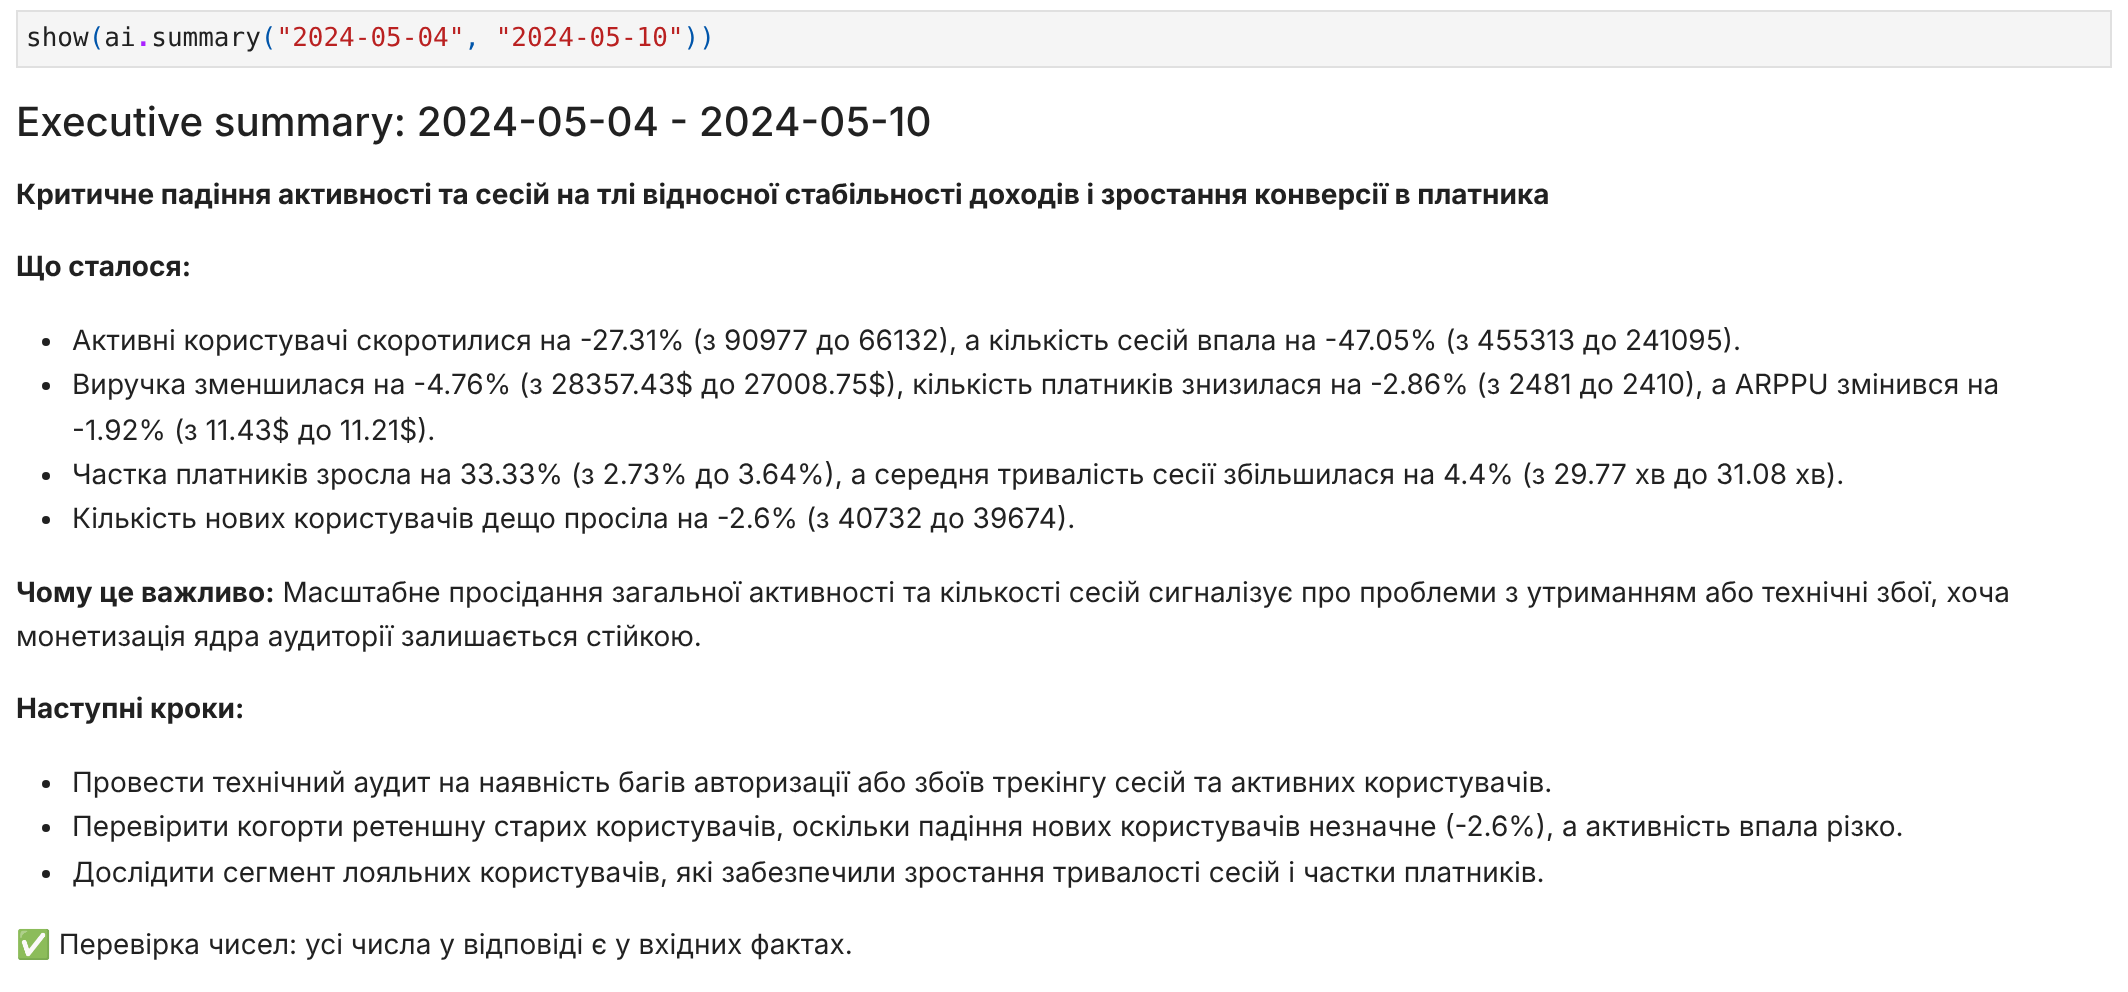 show(ai.summary("2024-05-04", "2024-05-10"))
Executive summary: 2024-05-04 - 2024-05-10
Критичне падіння активності та сесій на тлі відносної стабільності доходів і зростання конверсії в платника
Що сталося:
• Активні користувачі скоротилися на -27.31% (з 90977 до 66132), а кількість сесій впала на -47.05% (з 455313 до 241095).
• Виручка зменшилася на -4.76% (з 28357.43$ до 27008.75$), кількість платників знизилася на -2.86% (з 2481 до 2410), а ARPPU змінився на
-1.92% (з 11.43$ до 11.21$).
• Частка платників зросла на 33.33% (з 2.73% до 3.64%), а середня тривалість сесії збільшилася на 4.4% (з 29.77 хв до 31.08 хв).
• Кількість нових користувачів дещо просіла на -2.6% (з 40732 до 39674).
Чому це важливо: Масштабне просідання загальної активності та кількості сесій сигналізує про проблеми з утриманням або технічні збої, хоча
монетизація ядра аудиторії залишається стійкою.
Наступні кроки:
• Провести технічний аудит на наявність багів авторизації або збоїв трекінгу сесій та активних користувачів.
• Перевірити когорти ретеншну старих користувачів, оскільки падіння нових користувачів незначне (-2.6%), а активність впала різко.
• Дослідити сегмент лояльних користувачів, які забезпечили зростання тривалості сесій і частки платників.
✅ Перевірка чисел: усі числа у відповіді є у вхідних фактах.